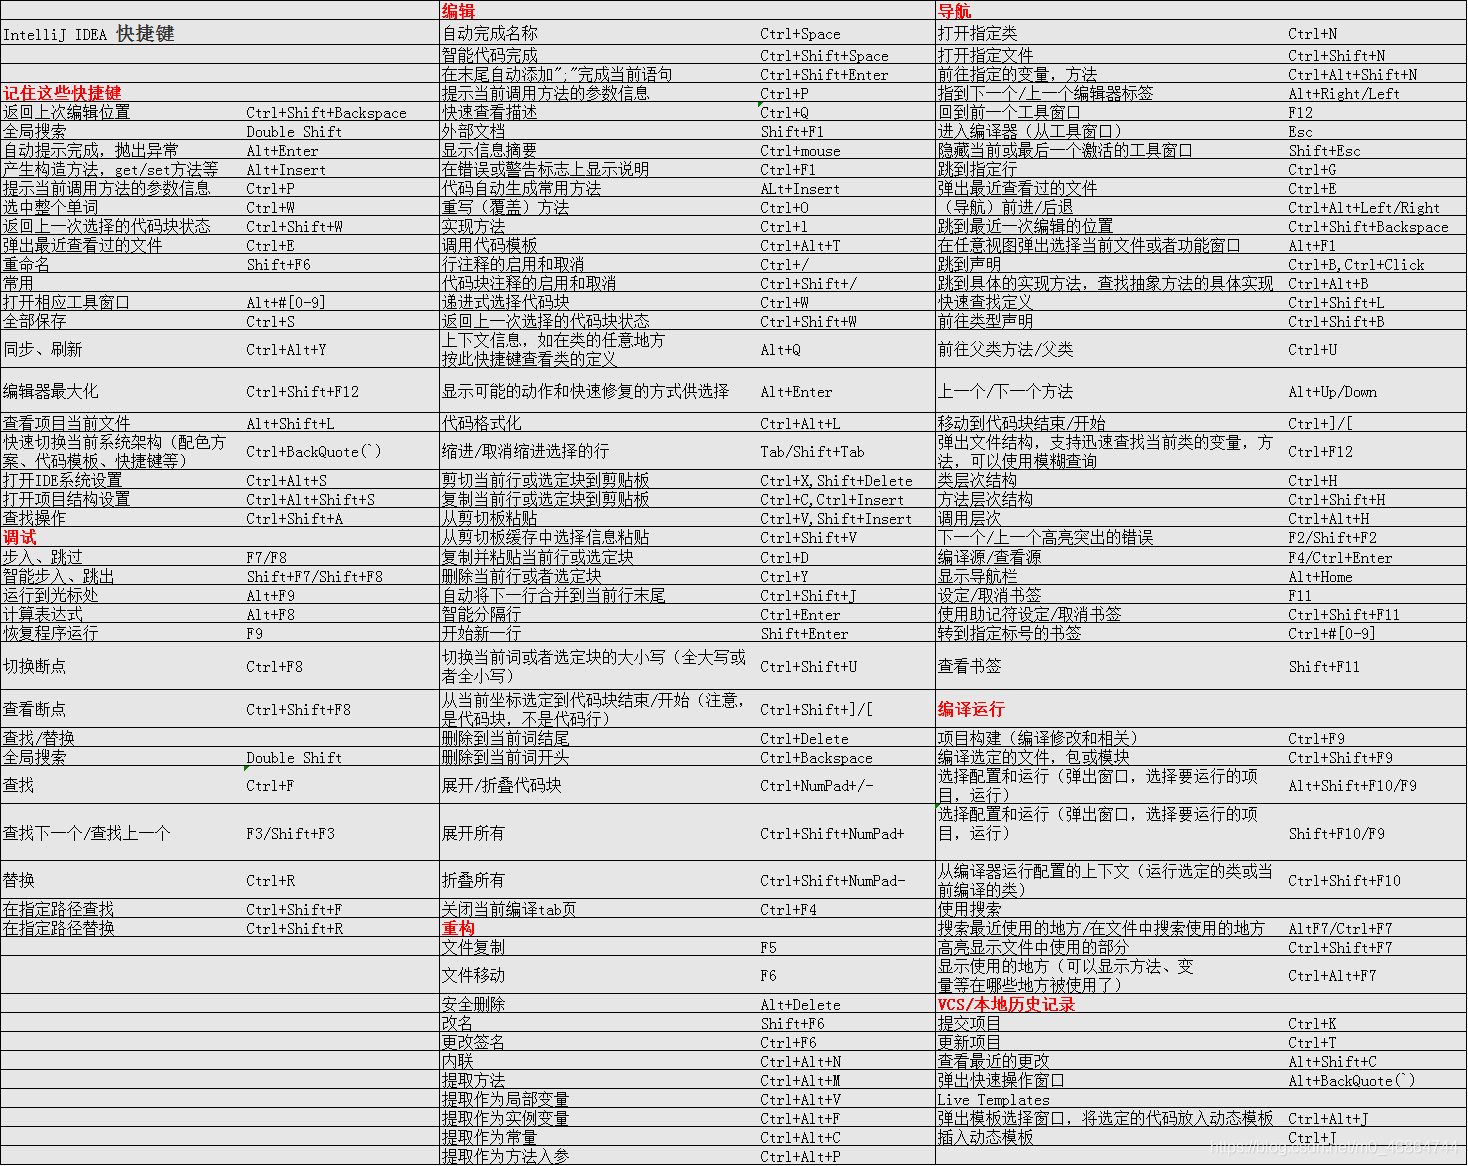 IntelliJ IDEA 快捷键
记住这些快捷键
返回上次编辑位置 Ctrl+Shift+Backspace
全局搜索 Double Shift
自动提示完成，抛出异常 Alt+Enter
产生构造方法，get/set方法等 Alt+Insert
提示当前调用方法的参数信息 Ctrl+P
选中整个单词 Ctrl+W
返回上一次选择的代码块状态 Ctrl+Shift+W
弹出最近查看过的文件 Ctrl+E
重命名 Shift+F6
常用
打开相应工具窗口 Alt+#[0-9]
全部保存 Ctrl+S
同步、刷新 Ctrl+Alt+Y
编辑器最大化 Ctrl+Shift+F12
查看项目当前文件 Alt+Shift+L
快速切换当前系统架构（配色方
案、代码模板、快捷键等） Ctrl+BackQuote(`)
打开IDE系统设置 Ctrl+Alt+S
打开项目结构设置 Ctrl+Alt+Shift+S
查找操作 Ctrl+Shift+A
调试
步入、跳过 F7/F8
智能步入、跳出 Shift+F7/Shift+F8
运行到光标处 Alt+F9
计算表达式 Alt+F8
恢复程序运行 F9
切换断点 Ctrl+F8
查看断点 Ctrl+Shift+F8
查找/替换
全局搜索 Double Shift
查找 Ctrl+F
查找下一个/查找上一个 F3/Shift+F3
替换 Ctrl+R
在指定路径查找 Ctrl+Shift+F
在指定路径替换 Ctrl+Shift+R
编辑
自动完成名称 Ctrl+Space
智能代码完成 Ctrl+Shift+Space
在末尾自动添加";"完成当前语句 Ctrl+Shift+Enter
提示当前调用方法的参数信息 Ctrl+P
快速查看描述 Ctrl+Q
外部文档 Shift+F1
显示信息摘要 Ctrl+mouse
在错误或警告标志上显示说明 Ctrl+F1
代码自动生成常用方法 ALt+Insert
重写（覆盖）方法 Ctrl+O
实现方法 Ctrl+l
调用代码模板 Ctrl+Alt+T
行注释的启用和取消 Ctrl+/
代码块注释的启用和取消 Ctrl+Shift+/
递进式选择代码块 Ctrl+W
返回上一次选择的代码块状态 Ctrl+Shift+W
上下文信息，如在类的任意地方
按此快捷键查看类的定义 Alt+Q
显示可能的动作和快速修复的方式供选择 Alt+Enter
代码格式化 Ctrl+Alt+L
缩进/取消缩进选择的行 Tab/Shift+Tab
剪切当前行或选定块到剪贴板 Ctrl+X,Shift+Delete
复制当前行或选定块到剪贴板 Ctrl+C,Ctrl+Insert
从剪切板粘贴 Ctrl+V,Shift+Insert
从剪切板缓存中选择信息粘贴 Ctrl+Shift+V
复制并粘贴当前行或选定块 Ctrl+D
删除当前行或者选定块 Ctrl+Y
自动将下一行合并到当前行末尾 Ctrl+Shift+J
智能分隔行 Ctrl+Enter
开始新一行 Shift+Enter
切换当前词或者选定块的大小写（全大写或
者全小写） Ctrl+Shift+U
从当前坐标选定到代码块结束/开始（注意，
是代码块，不是代码行） Ctrl+Shift+]/[
删除到当前词结尾 Ctrl+Delete
删除到当前词开头 Ctrl+Backspace
展开/折叠代码块 Ctrl+NumPad+/-
展开所有 Ctrl+Shift+NumPad+
折叠所有 Ctrl+Shift+NumPad-
关闭当前编译tab页 Ctrl+F4
重构
文件复制 F5
文件移动 F6
安全删除 Alt+Delete
改名 Shift+F6
更改签名 Ctrl+F6
内联 Ctrl+Alt+N
提取方法 Ctrl+Alt+M
提取作为局部变量 Ctrl+Alt+V
提取作为实例变量 Ctrl+Alt+F
提取作为常量 Ctrl+Alt+C
提取作为方法入参 Ctrl+Alt+P
导航
打开指定类 Ctrl+N
打开指定文件 Ctrl+Shift+N
前往指定的变量，方法 Ctrl+Alt+Shift+N
指到下一个/上一个编辑器标签 Alt+Right/Left
回到前一个工具窗口 F12
进入编译器（从工具窗口） Esc
隐藏当前或最后一个激活的工具窗口 Shift+Esc
跳到指定行 Ctrl+G
弹出最近查看过的文件 Ctrl+E
（导航）前进/后退 Ctrl+Alt+Left/Right
跳到最近一次编辑的位置 Ctrl+Shift+Backspace
在任意视图弹出选择当前文件或者功能窗口 Alt+F1
跳到声明 Ctrl+B,Ctrl+Click
跳到具体的实现方法，查找抽象方法的具体实现 Ctrl+Alt+B
快速查找定义 Ctrl+Shift+L
前往类型声明 Ctrl+Shift+B
前往父类方法/父类 Ctrl+U
上一个/下一个方法 Alt+Up/Down
移动到代码块结束/开始 Ctrl+]/[
弹出文件结构，支持迅速查找当前类的变量，方
法，可以使用模糊查询 Ctrl+F12
类层次结构 Ctrl+H
方法层次结构 Ctrl+Shift+H
调用层次 Ctrl+Alt+H
下一个/上一个高亮突出的错误 F2/Shift+F2
编译源/查看源 F4/Ctrl+Enter
显示导航栏 Alt+Home
设定/取消书签 F11
使用助记符设定/取消书签 Ctrl+Shift+F11
转到指定标号的书签 Ctrl+#[0-9]
查看书签 Shift+F11
编译运行
项目构建（编译修改和相关） Ctrl+F9
编译选定的文件，包或模块 Ctrl+Shift+F9
选择配置和运行（弹出窗口，选择要运行的项
目，运行） Alt+Shift+F10/F9
选择配置和运行（弹出窗口，选择要运行的项
目，运行） Shift+F10/F9
从编译器运行配置的上下文（运行选定的类或当
前编译的类） Ctrl+Shift+F10
使用搜索
搜索最近使用的地方/在文件中搜索使用的地方 AltF7/Ctrl+F7
高亮显示文件中使用的部分 Ctrl+Shift+F7
显示使用的地方（可以显示方法、变
量等在哪些地方被使用了） Ctrl+Alt+F7
VCS/本地历史记录
提交项目 Ctrl+K
更新项目 Ctrl+T
查看最近的更改 Alt+Shift+C
弹出快速操作窗口 Alt+BackQuote(`)
Live Templates
弹出模板选择窗口，将选定的代码放入动态模板 Ctrl+Alt+J
插入动态模板 Ctrl+J
https://blog.csdn.net/m0_46864744